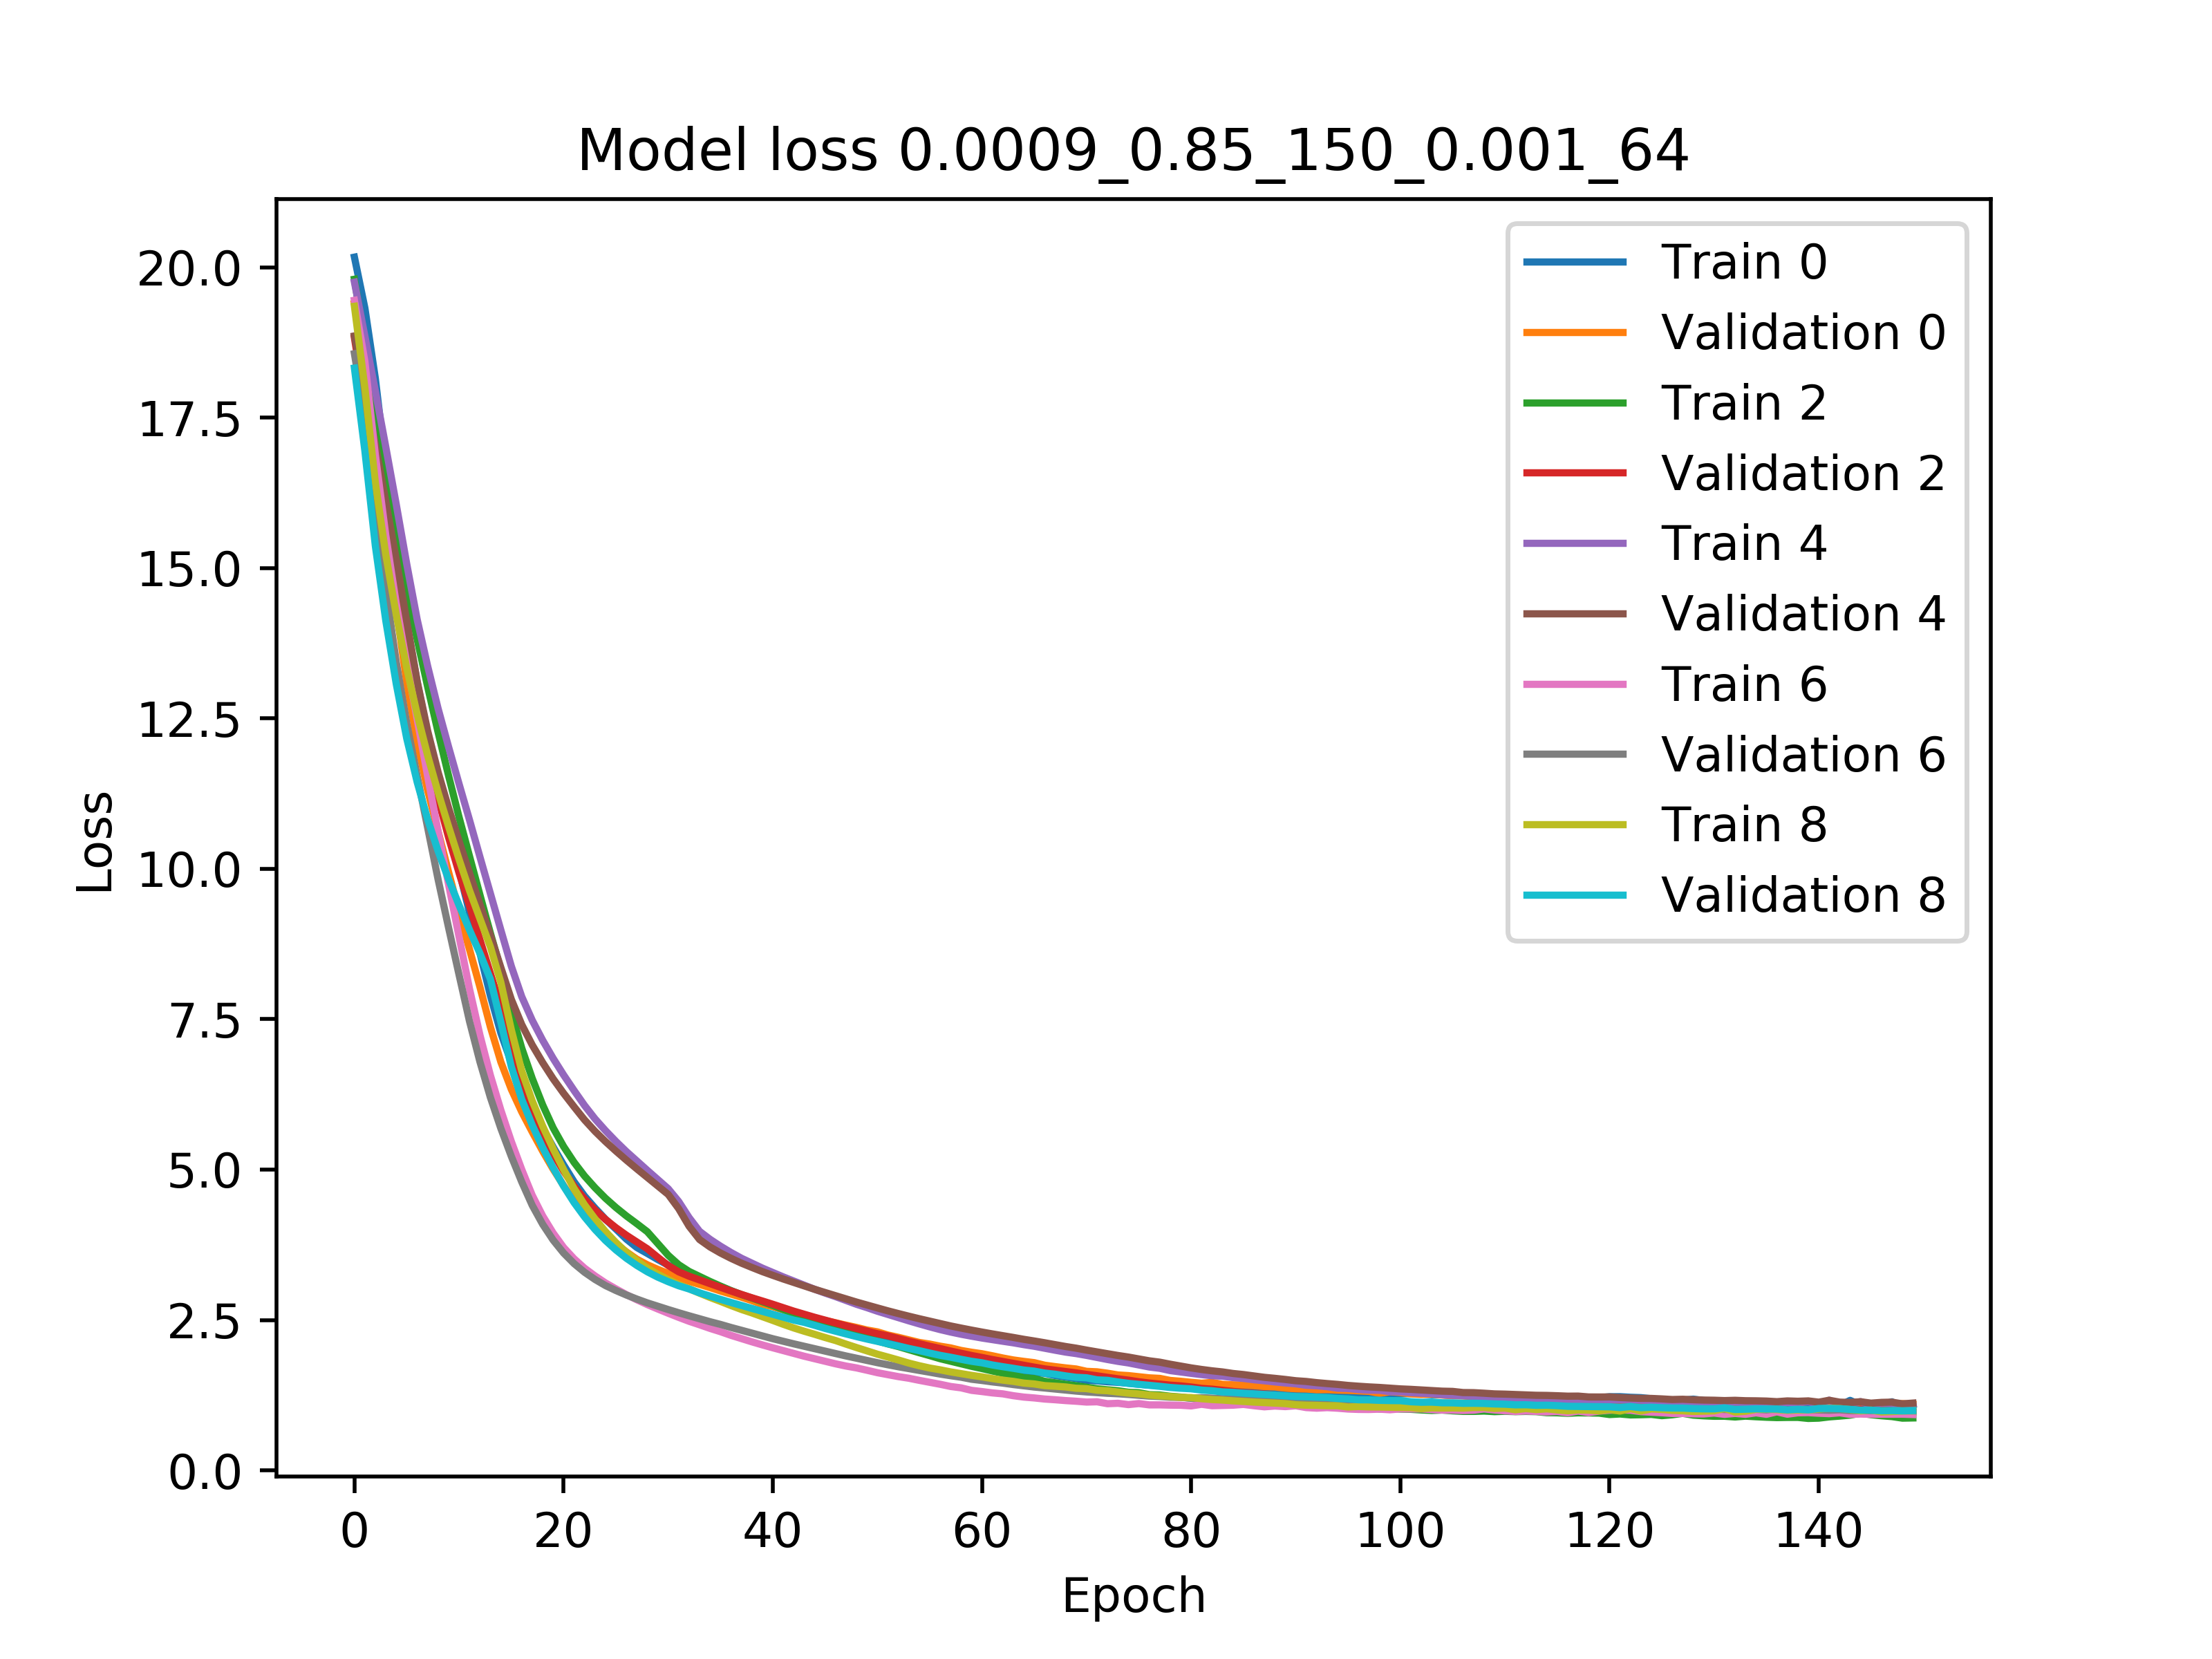 Model loss 0.0009_0.85_150_0.001_64
20.0
17.5
15.0
12.5
10.0
7.5
5.0
2.5
0.0
Loss
Train 0
Validation 0
Train 2
Validation 2
Train 4
Validation 4
Train 6
Validation 6
Train 8
Validation 8
0 20 40 60 80 100 120 140
Epoch